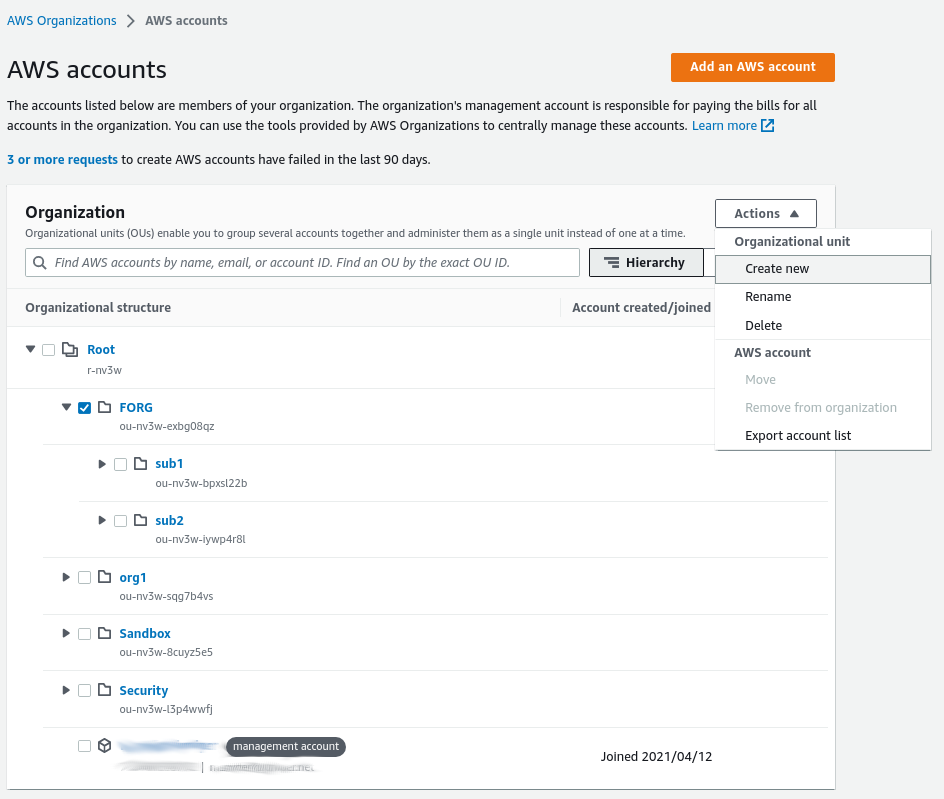 AWS Organizations > AWS accounts
AWS accounts
Add an AWS account
The accounts listed below are members of your organization. The organization's management account is responsible for paying the bills for all
accounts in the organization. You can use the tools provided by AWS Organizations to centrally manage these accounts. Learn more
3 or more requests to create AWS accounts have failed in the last 90 days.
Organization
Actions
Organizational units (OUs) enable you to group several accounts together and administer them as a single unit instead of one at a time.
Organizational unit
Find AWS accounts by name, email, or account ID. Find an OU by the exact OU ID.
Hierarchy
Create new
Rename
Delete
AWS account
Move
Remove from organization
Export account list
Organizational structure
Account created/joined
Root
r-nv3w
FORG
ou-nv3w-exbg08qz
sub1
ou-nv3w-bpxsl22b
sub2
ou-nv3w-iywp4r8l
org1
ou-nv3w-sqg7b4vs
Sandbox
ou-nv3w-8cuyz5e5
Security
ou-nv3w-l3p4wwfj
management account
Joined 2021/04/12